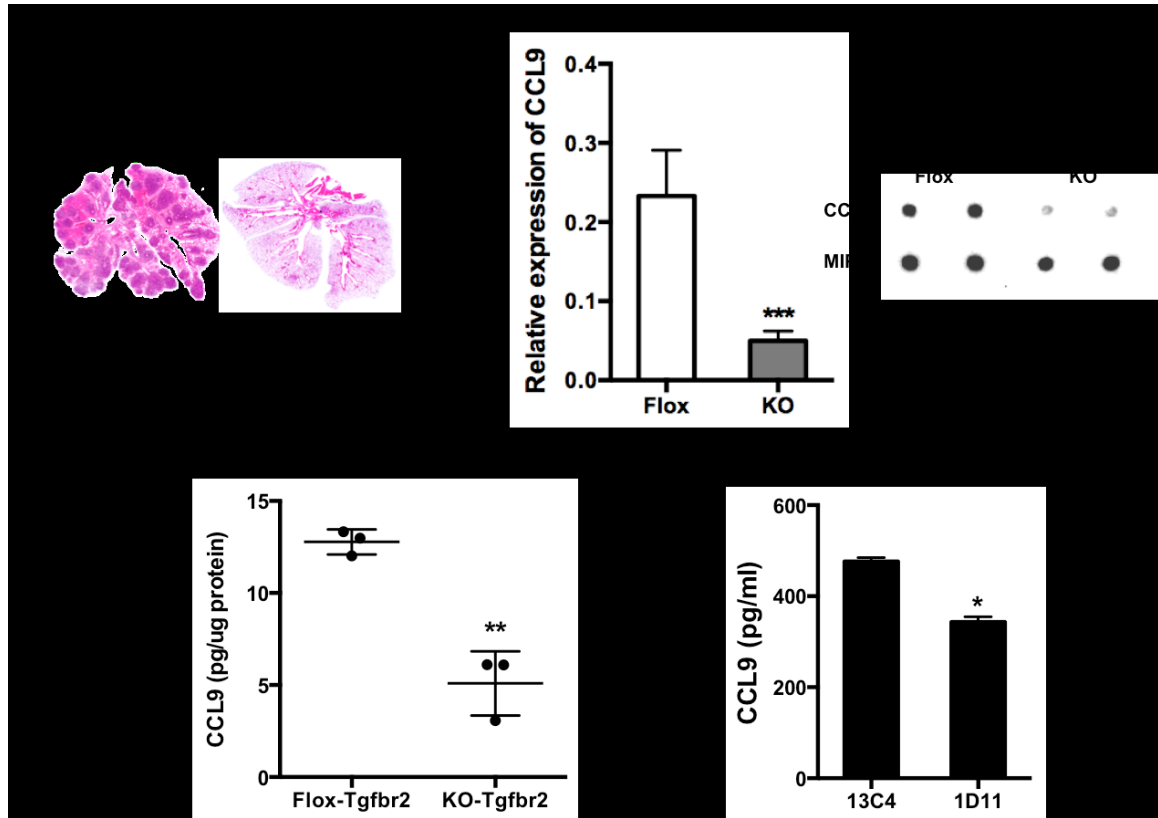 Relative expression of CCL9
0.4
0.3
0.2
0.1
0.0
***
Flox KO
Flox KO
CCL9 (pg/ug protein)
15
10
5
0
**
Flox-Tgfbr2 KO-Tgfbr2
CCL9 (pg/ml)
600
400
200
0
*
13C4 1D11